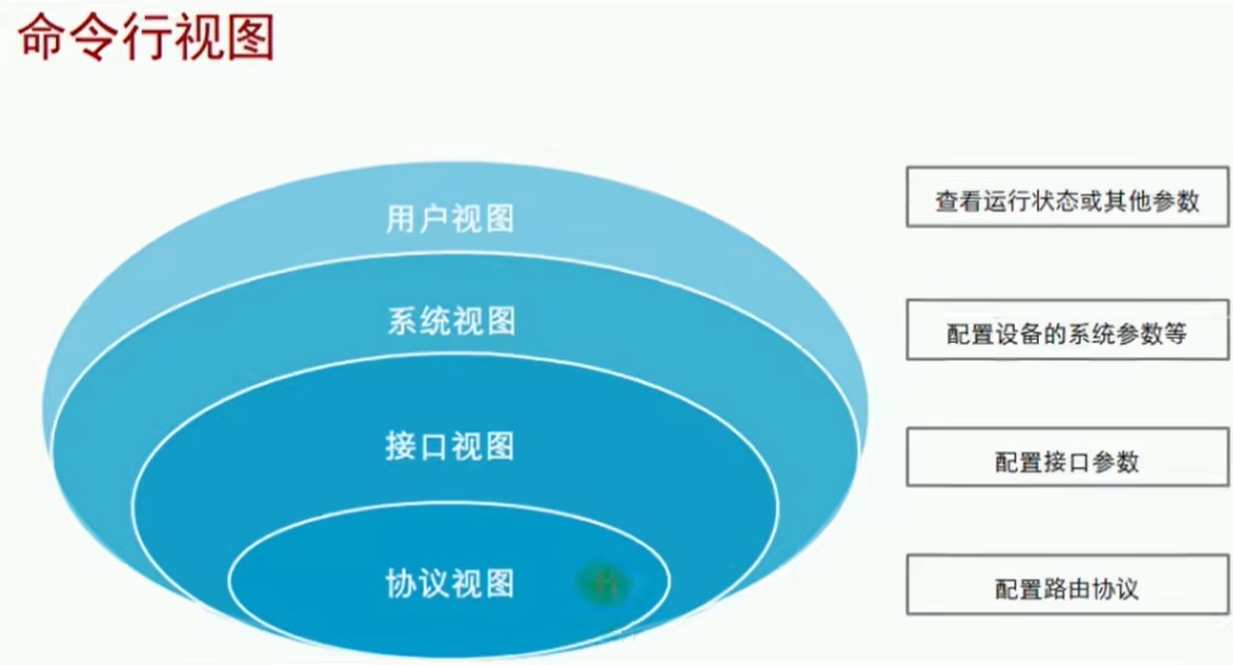 命令行视图
用户视图
查看运行状态或其他参数
系统视图
配置设备的系统参数等
接口视图
配置接口参数
协议视图
配置路由协议